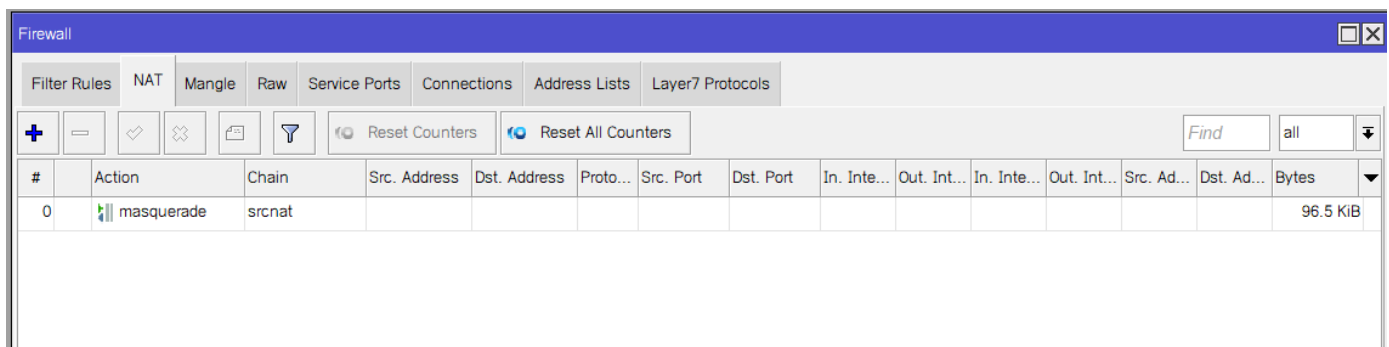 Firewall
Filter Rules NAT Mangle Raw Service Ports Connections Address Lists Layer7 Protocols
Reset Counters Reset All Counters Find all
# Action Chain Src. Address Dst. Address Proto... Src. Port Dst. Port In. Inte... Out. Int... In. Inte... Out. Int... Src. Ad... Dst. Ad... Bytes
0 masquerade srcnat 96.5 KiB